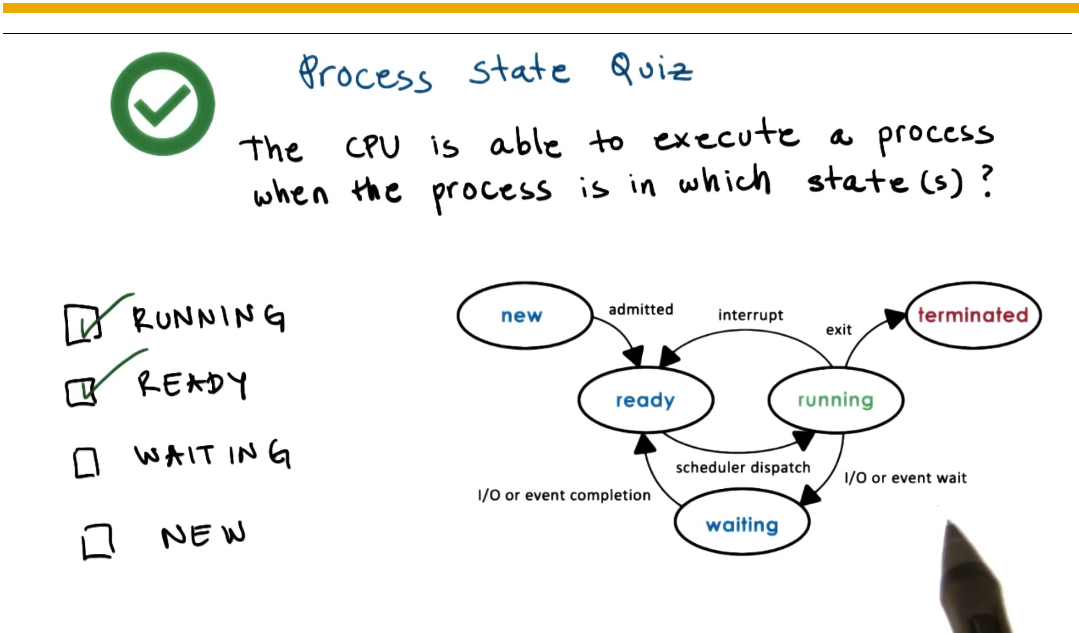 Process state Quiz
The CPU is able to execute a process
when the process is in which state(s)?
RUNNING
READY
WAITING
NEW
new
admitted
interrupt
exit
terminated
ready
running
scheduler dispatch
I/O or event wait
I/O or event completion
waiting